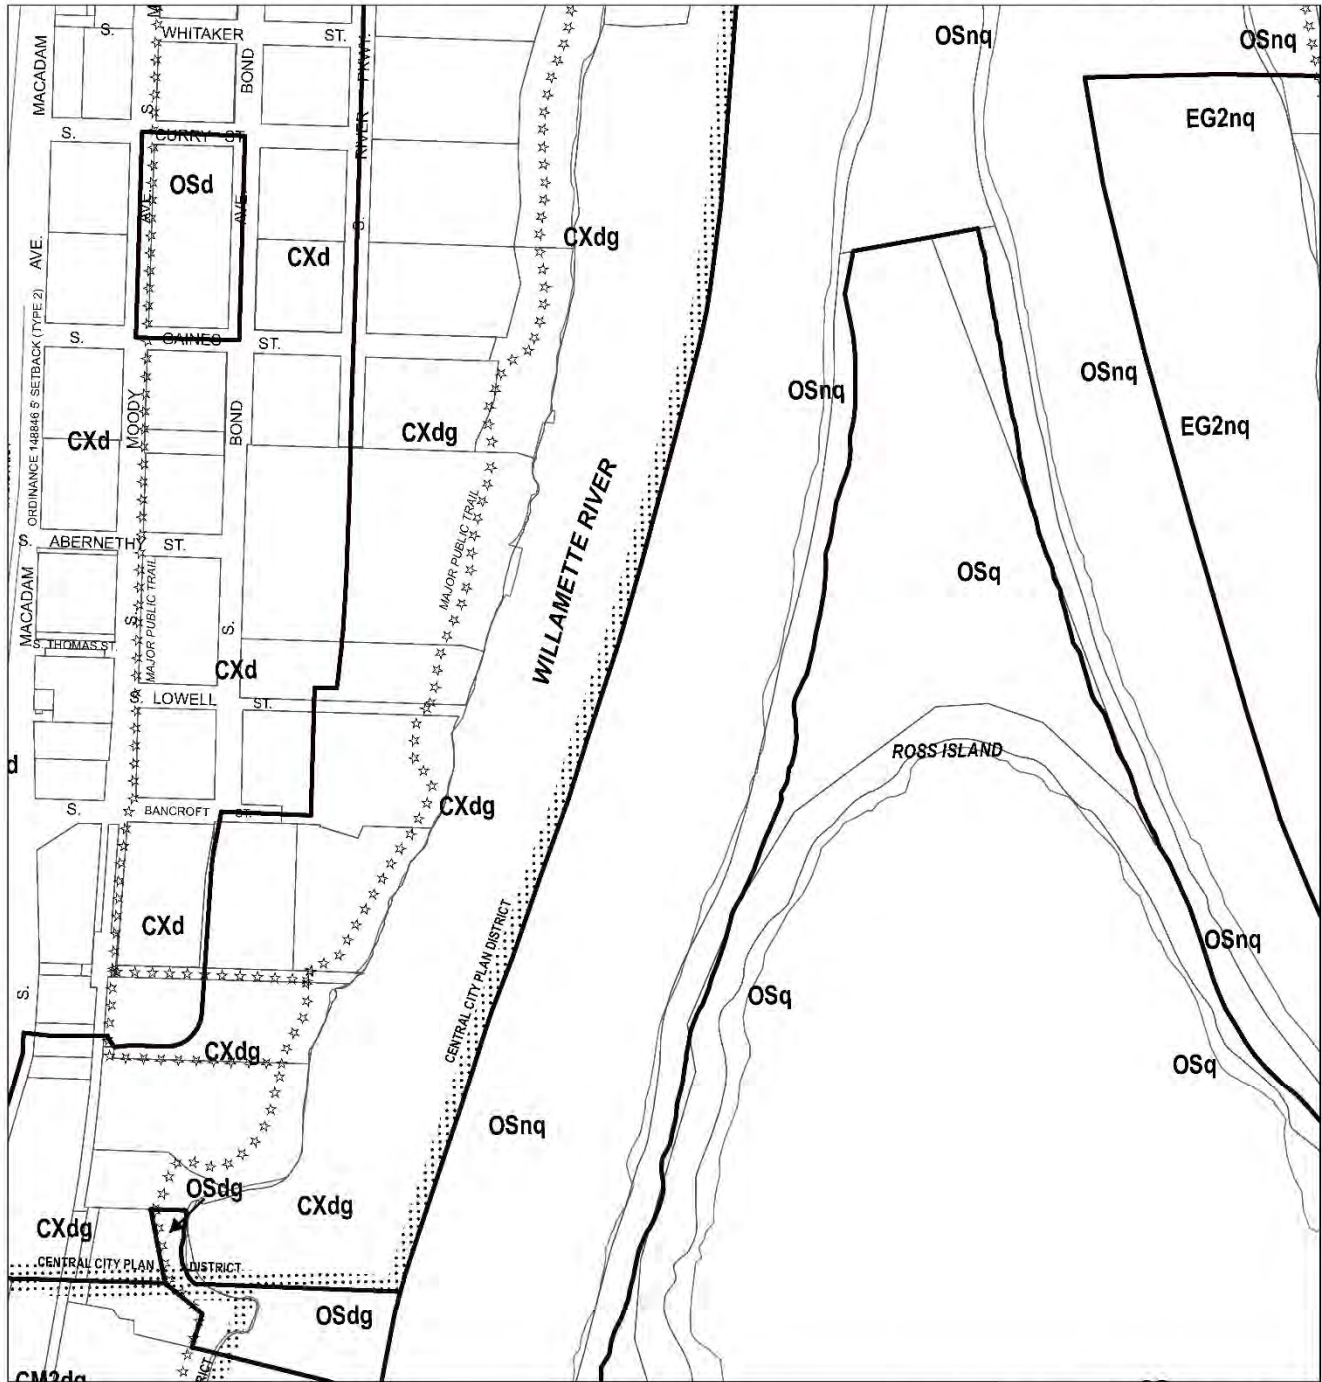 S.
WHITAKER
ST.
MACADAM
BOND
PKWY.
OSnq
OSnq
EG2nq
S.
S.
CURRY ST.
RIVER
OSd
AVE.
AVE.
S.
AVE.
CXd
CXdg
S.
GAINES
ST.
ORDINANCE 148846 5' SETBACK (TYPE 2)
OSnq
OSnq
MOODY
BOND
CXd
CXdg
EG2nq
WILLAMETTE RIVER
MAJOR PUBLIC TRAIL
S.
ABERNETHY
ST.
OSq
MACADAM
MAJOR PUBLIC TRAIL
S.
S.
S. THOMAS ST.
CXd
S.
LOWELL
ST.
ROSS ISLAND
d
S.
BANCROFT
ST.
CXdg
CXd
CENTRAL CITY PLAN DISTRICT
OSnq
S.
OSq
CXdg
OSq
OSnq
OSdg
CXdg
CXdg
CENTRAL CITY PLAN
DISTRICT
OSdg
RICT
CM3dg